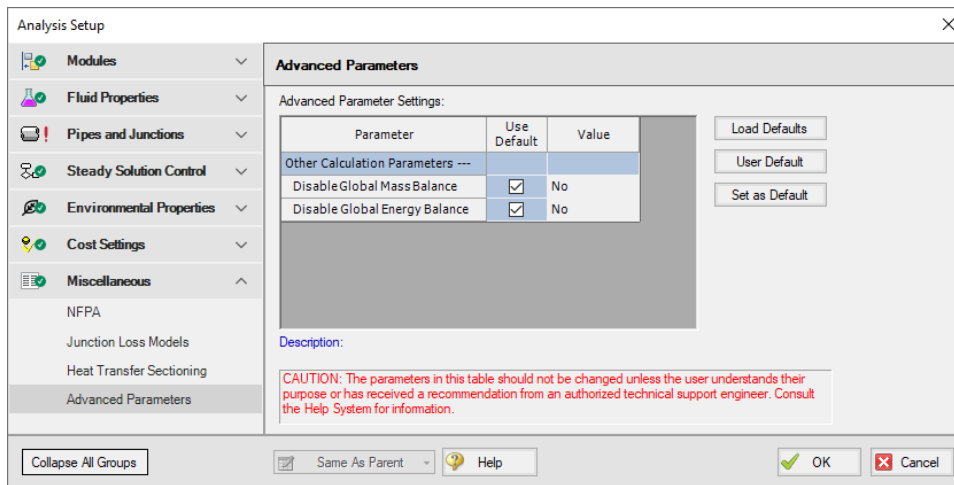 Analysis Setup
Modules
Fluid Properties
Pipes and Junctions
Steady Solution Control
Environmental Properties
Cost Settings
Miscellaneous
NFPA
Junction Loss Models
Heat Transfer Sectioning
Advanced Parameters
Collapse All Groups
Advanced Parameters
Advanced Parameter Settings:
Parameter Use Default Value
Other Calculation Parameters ---
Disable Global Mass Balance No
Disable Global Energy Balance No
Load Defaults
User Default
Set as Default
Description:
CAUTION: The parameters in this table should not be changed unless the user understands their
purpose or has received a recommendation from an authorized technical support engineer. Consult
the Help System for information.
Same As Parent
Help
OK
Cancel